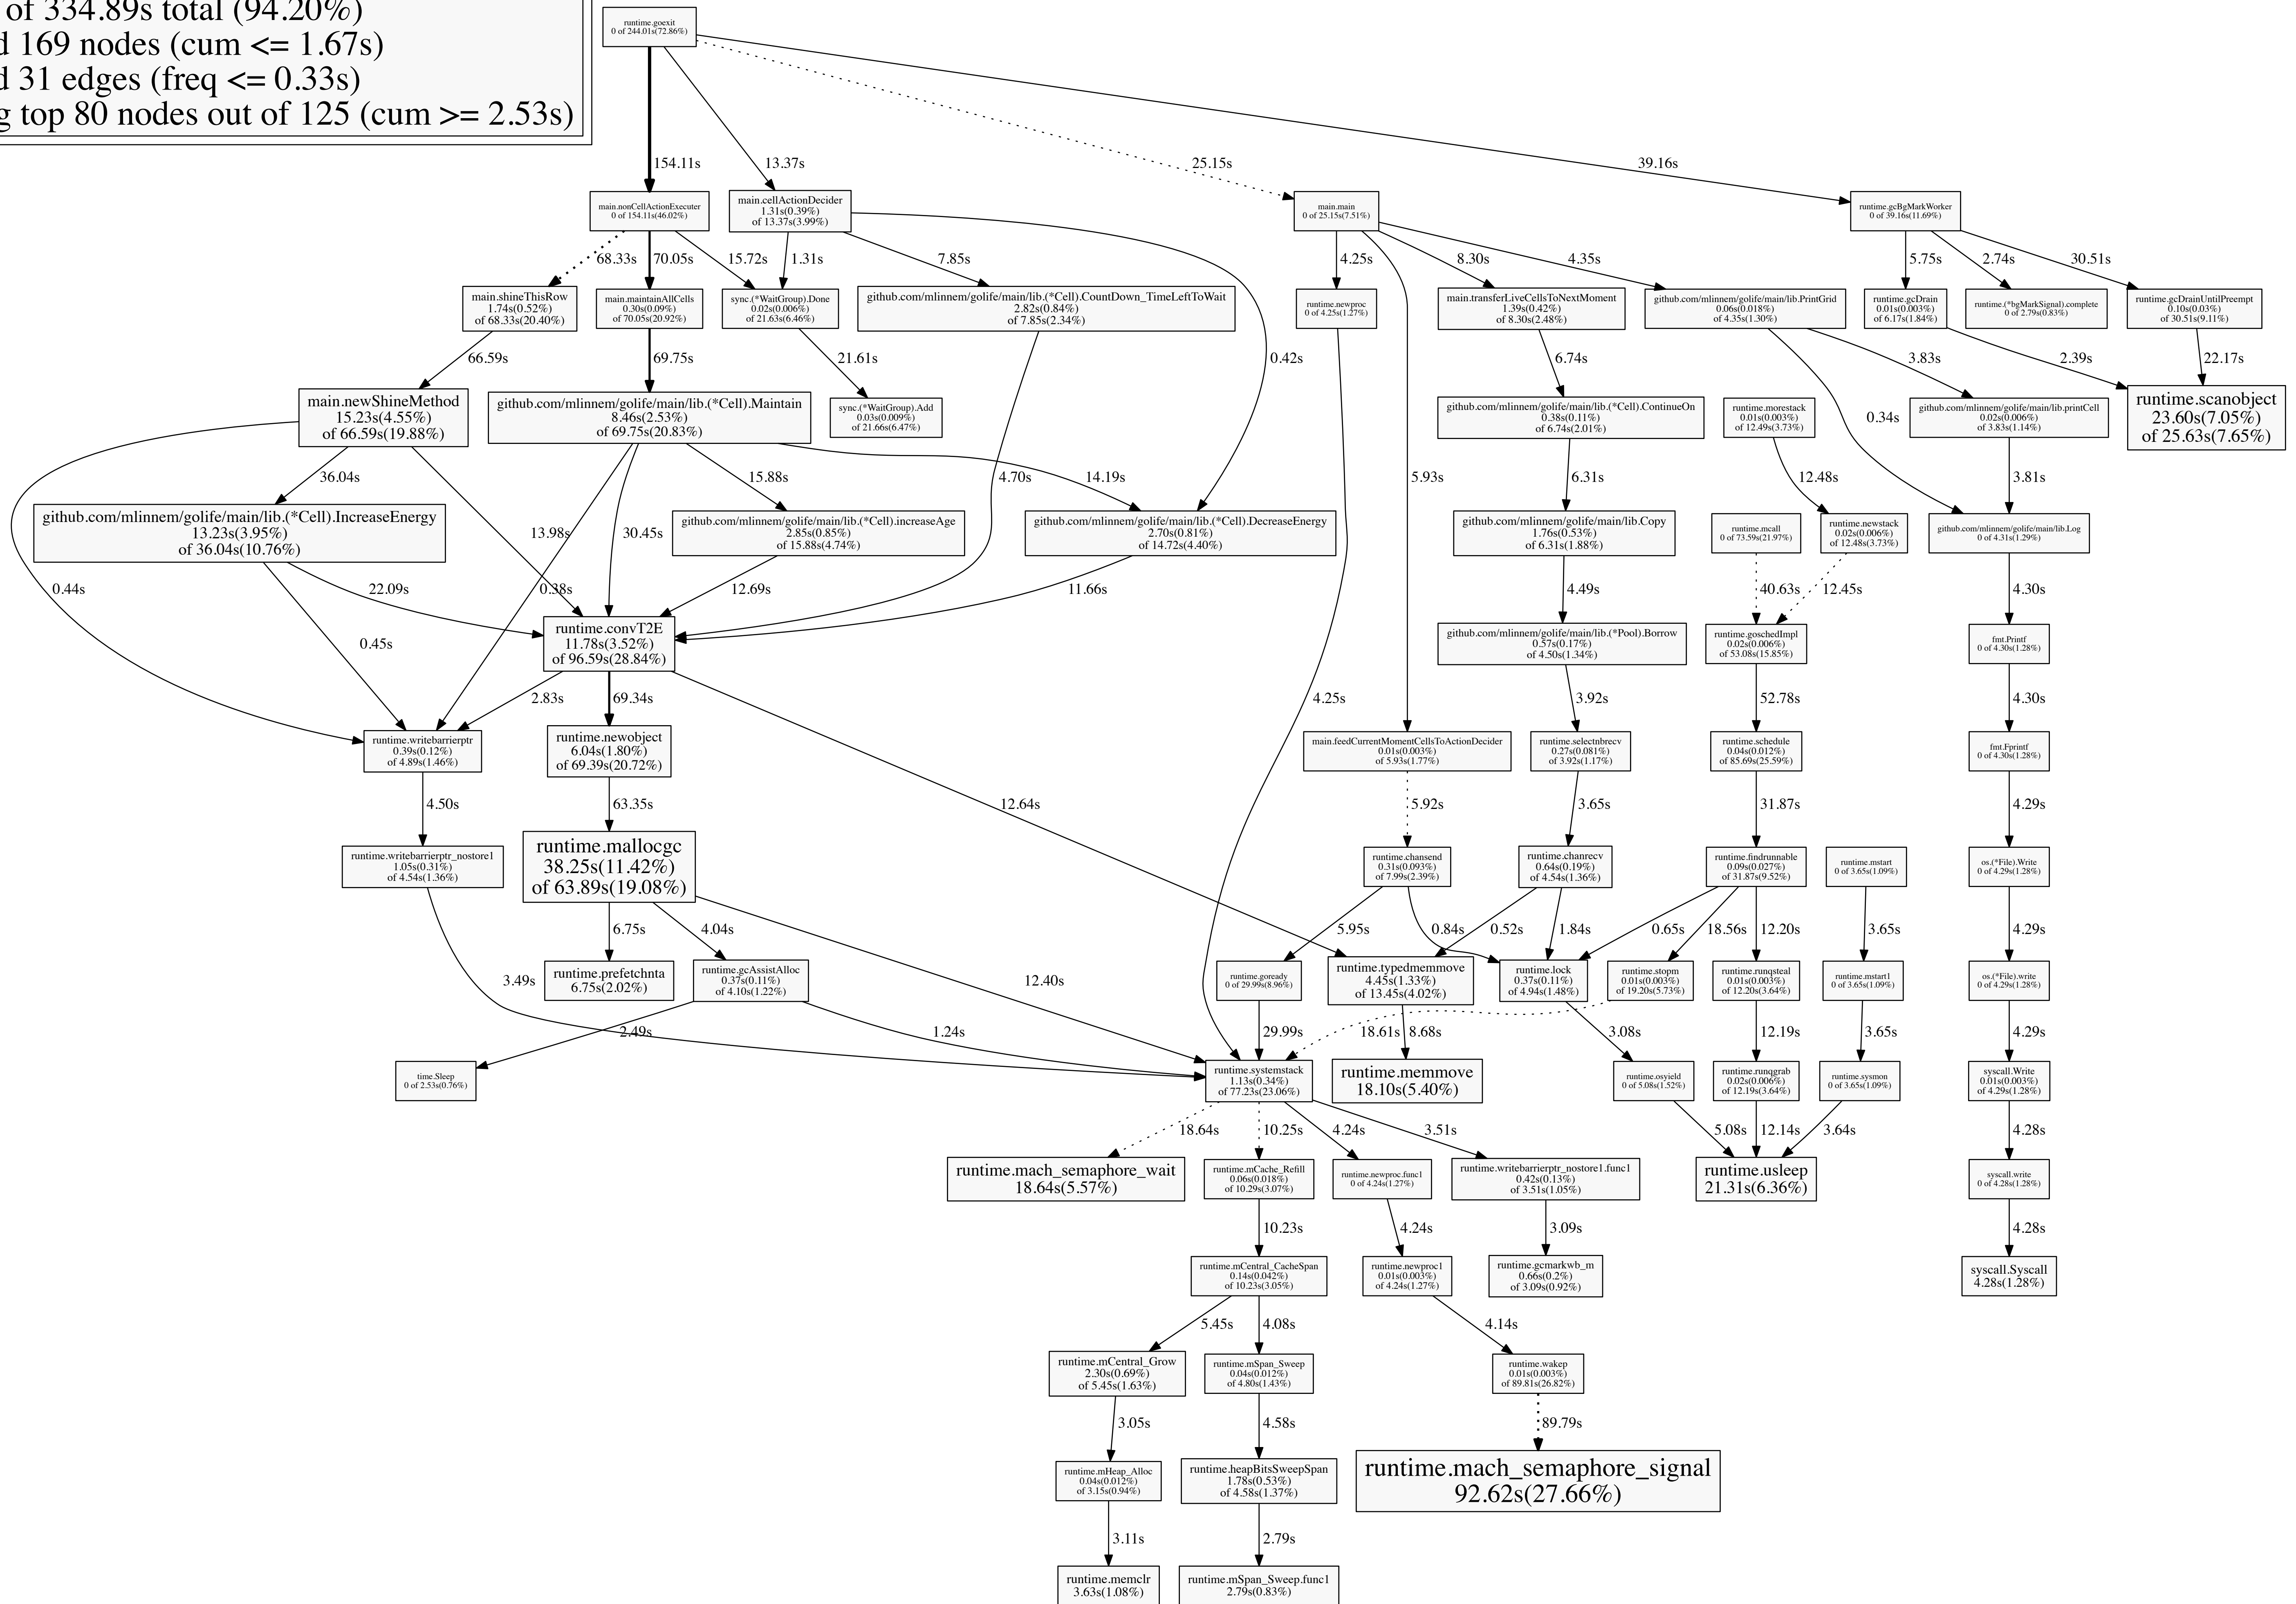 of 334.89s total (94.20%)
d 169 nodes (cum <= 1.67s)
d 31 edges (freq <= 0.33s)
g top 80 nodes out of 125 (cum >= 2.53s)
runtime.goexit
0 of 244.01s(72.86%)
154.11s
13.37s
25.15s
39.16s
main.nonCellActionExecuter
0 of 154.11s(46.02%)
main.cellActionDecider
1.31s(0.39%)
of 13.37s(3.99%)
main.main
0 of 25.15s(7.51%)
runtime.gcBgMarkWorker
0 of 39.16s(11.69%)
68.33s
70.05s
15.72s
1.31s
7.85s
4.25s
8.30s
4.35s
5.75s
2.74s
30.51s
main.shineThisRow
1.74s(0.52%)
of 68.33s(20.40%)
main.maintainAllCells
0.30s(0.09%)
of 70.05s(20.92%)
sync.(*WaitGroup).Done
0.02s(0.006%)
of 21.63s(6.46%)
github.com/mlinnem/golife/main/lib.(*Cell).CountDown_TimeLeftToWait
2.82s(0.84%)
of 7.85s(2.34%)
runtime.newproc
0 of 4.25s(1.27%)
main.transferLiveCellsToNextMoment
1.39s(0.42%)
of 8.30s(2.48%)
github.com/mlinnem/golife/main/lib.PrintGrid
0.06s(0.018%)
of 4.35s(1.30%)
runtime.gcDrain
0.01s(0.003%)
of 6.17s(1.84%)
runtime.(*bgMarkSignal).complete
0 of 2.79s(0.83%)
runtime.gcDrainUntilPreempt
0.10s(0.03%)
of 30.51s(9.11%)
66.59s
69.75s
21.61s
0.42s
6.74s
3.83s
2.39s
22.17s
main.newShineMethod
15.23s(4.55%)
of 66.59s(19.88%)
github.com/mlinnem/golife/main/lib.(*Cell).Maintain
8.46s(2.53%)
of 69.75s(20.83%)
sync.(*WaitGroup).Add
0.03s(0.009%)
of 21.66s(6.47%)
github.com/mlinnem/golife/main/lib.(*Cell).ContinueOn
0.38s(0.11%)
of 6.74s(2.01%)
runtime.morestack
0.01s(0.003%)
of 12.49s(3.73%)
0.34s
github.com/mlinnem/golife/main/lib.printCell
0.02s(0.006%)
of 3.83s(1.14%)
runtime.scanobject
23.60s(7.05%)
of 25.63s(7.65%)
36.04s
15.88s
4.70s
14.19s
5.93s
6.31s
12.48s
3.81s
github.com/mlinnem/golife/main/lib.(*Cell).IncreaseEnergy
13.23s(3.95%)
of 36.04s(10.76%)
13.98s
30.45s
github.com/mlinnem/golife/main/lib.(*Cell).increaseAge
2.85s(0.85%)
of 15.88s(4.74%)
github.com/mlinnem/golife/main/lib.(*Cell).DecreaseEnergy
2.70s(0.81%)
of 14.72s(4.40%)
github.com/mlinnem/golife/main/lib.Copy
1.76s(0.53%)
of 6.31s(1.88%)
runtime.mcall
0 of 73.59s(21.97%)
runtime.newstack
0.02s(0.006%)
of 12.48s(3.73%)
github.com/mlinnem/golife/main/lib.Log
0 of 4.31s(1.29%)
0.44s
22.09s
0.38s
12.69s
11.66s
4.49s
40.63s
12.45s
4.30s
0.45s
runtime.convT2E
11.78s(3.52%)
of 96.59s(28.84%)
github.com/mlinnem/golife/main/lib.(*Pool).Borrow
0.57s(0.17%)
of 4.50s(1.34%)
runtime.goschedImpl
0.02s(0.006%)
of 53.08s(15.85%)
fmt.Printf
0 of 4.30s(1.28%)
2.83s
69.34s
4.25s
3.92s
52.78s
4.30s
runtime.writebarrierptr
0.39s(0.12%)
of 4.89s(1.46%)
runtime.newobject
6.04s(1.80%)
of 69.39s(20.72%)
main.feedCurrentMomentCellsToActionDecider
0.01s(0.003%)
of 5.93s(1.77%)
runtime.selectnbrecv
0.27s(0.081%)
of 3.92s(1.17%)
runtime.schedule
0.04s(0.012%)
of 85.69s(25.59%)
fmt.Fprintf
0 of 4.30s(1.28%)
4.50s
63.35s
12.64s
5.92s
3.65s
31.87s
4.29s
runtime.writebarrierptr_nostore1
1.05s(0.31%)
of 4.54s(1.36%)
runtime.mallocgc
38.25s(11.42%)
of 63.89s(19.08%)
runtime.chansend
0.31s(0.093%)
of 7.99s(2.39%)
runtime.chanrecv
0.64s(0.19%)
of 4.54s(1.36%)
runtime.findrunnable
0.09s(0.027%)
of 31.87s(9.52%)
runtime.mstart
0 of 3.65s(1.09%)
os.(*File).Write
0 of 4.29s(1.28%)
6.75s
4.04s
5.95s
0.84s
0.52s
1.84s
0.65s
18.56s
12.20s
3.65s
4.29s
3.49s
runtime.prefetchnta
6.75s(2.02%)
runtime.gcAssistAlloc
0.37s(0.11%)
of 4.10s(1.22%)
12.40s
runtime.goready
0 of 29.99s(8.96%)
runtime.typedmemmove
4.45s(1.33%)
of 13.45s(4.02%)
runtime.lock
0.37s(0.11%)
of 4.94s(1.48%)
runtime.stopm
0.01s(0.003%)
of 19.20s(5.73%)
runtime.runqsteal
0.01s(0.003%)
of 12.20s(3.64%)
runtime.mstart1
0 of 3.65s(1.09%)
os.(*File).write
0 of 4.29s(1.28%)
2.49s
1.24s
29.99s
18.61s
8.68s
3.08s
12.19s
3.65s
4.29s
time.Sleep
0 of 2.53s(0.76%)
runtime.systemstack
1.13s(0.34%)
of 77.23s(23.06%)
runtime.memmove
18.10s(5.40%)
runtime.osyield
0 of 5.08s(1.52%)
runtime.runqgrab
0.02s(0.006%)
of 12.19s(3.64%)
runtime.sysmon
0 of 3.65s(1.09%)
syscall.Write
0.01s(0.003%)
of 4.29s(1.28%)
18.64s
10.25s
4.24s
3.51s
5.08s
12.14s
3.64s
4.28s
runtime.mach_semaphore_wait
18.64s(5.57%)
runtime.mCache_Refill
0.06s(0.018%)
of 10.29s(3.07%)
runtime.newproc.func1
0 of 4.24s(1.27%)
runtime.writebarrierptr_nostore1.func1
0.42s(0.13%)
of 3.51s(1.05%)
runtime.usleep
21.31s(6.36%)
syscall.write
0 of 4.28s(1.28%)
10.23s
4.24s
3.09s
4.28s
runtime.mCentral_CacheSpan
0.14s(0.042%)
of 10.23s(3.05%)
runtime.newproc1
0.01s(0.003%)
of 4.24s(1.27%)
runtime.gcmarkwb_m
0.66s(0.2%)
of 3.09s(0.92%)
syscall.Syscall
4.28s(1.28%)
5.45s
4.08s
4.14s
runtime.mCentral_Grow
2.30s(0.69%)
of 5.45s(1.63%)
runtime.mSpan_Sweep
0.04s(0.012%)
of 4.80s(1.43%)
runtime.wakep
0.01s(0.003%)
of 89.81s(26.82%)
3.05s
4.58s
89.79s
runtime.mHeap_Alloc
0.04s(0.012%)
of 3.15s(0.94%)
runtime.heapBitsSweepSpan
1.78s(0.53%)
of 4.58s(1.37%)
runtime.mach_semaphore_signal
92.62s(27.66%)
3.11s
2.79s
runtime.memclr
3.63s(1.08%)
runtime.mSpan_Sweep.func1
2.79s(0.83%)